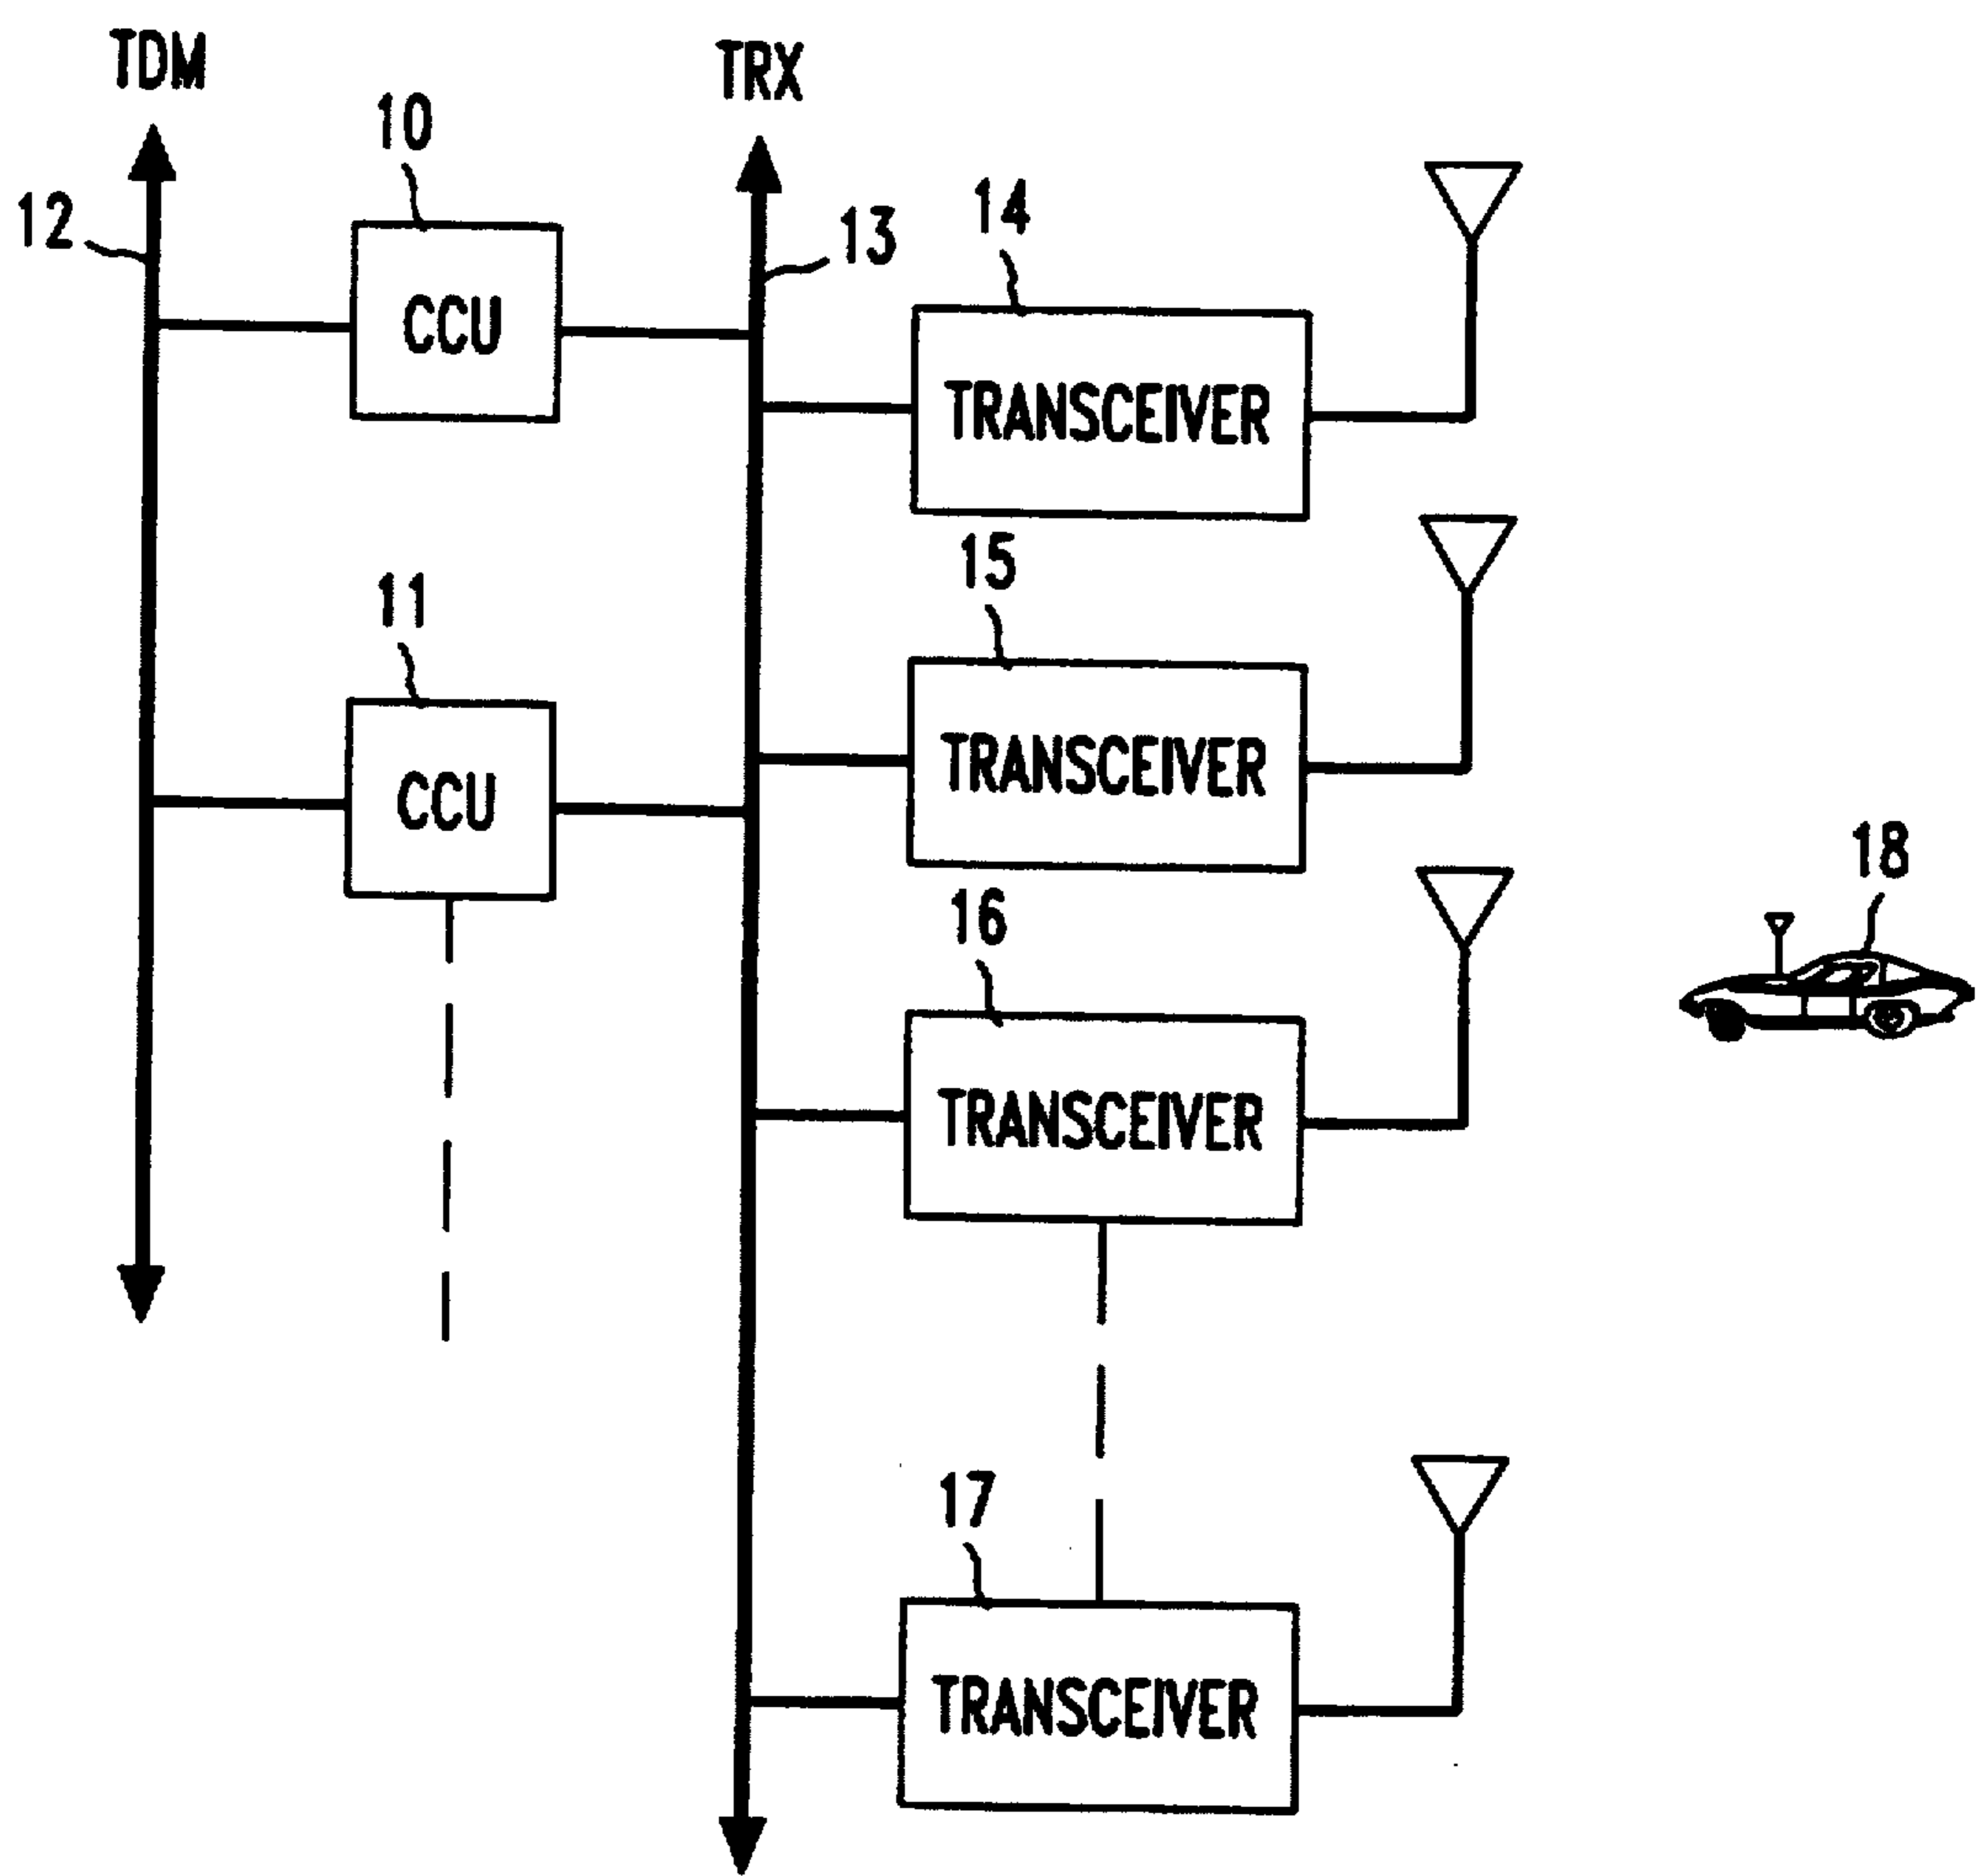 TDM
TRX
10
12
14
13
CCU
TRANSCEIVER
15
11
TRANSCEIVER
CCU
18
16
TRANSCEIVER
17
TRANSCEIVER